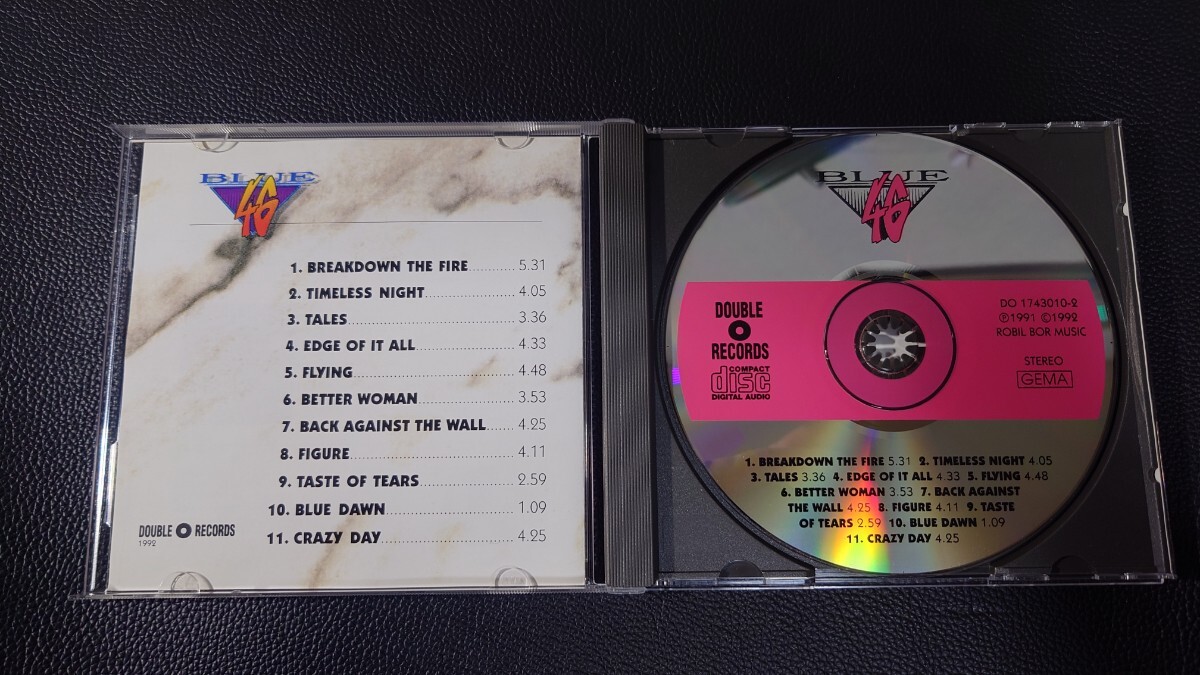 BLUE
46
1. BREAKDOWN THE FIRE........... 5.31
2. TIMELESS NIGHT...................... 4.05
3. TALES......................................... 3.36
4. EDGE OF IT ALL......................... 4.33
5. FLYING........................................ 4.48
6. BETTER WOMAN........................ 3.53
7. BACK AGAINST THE WALL....... 4.25
8. FIGURE........................................ 4.11
9. TASTE OF TEARS........................ 2.59
10. BLUE DAWN................................ 1.09
11. CRAZY DAY................................. 4.25
DOUBLE RECORDS
1992
BLUE
46
DOUBLE
RECORDS
COMPACT
disc
DIGITAL AUDIO
DO 1743010-2
℗1991 ©1992
ROBIL BOR MUSIC
STEREO
GEMA
1. BREAKDOWN THE FIRE 5.31 2. TIMELESS NIGHT 4.05
3. TALES 3.36 4. EDGE OF IT ALL 4.33 5. FLYING 4.48
6. BETTER WOMAN 3.53 7. BACK AGAINST
THE WALL 4.25 8. FIGURE 4.11 9. TASTE
OF TEARS 2.59 10. BLUE DAWN 1.09
11. CRAZY DAY 4.25